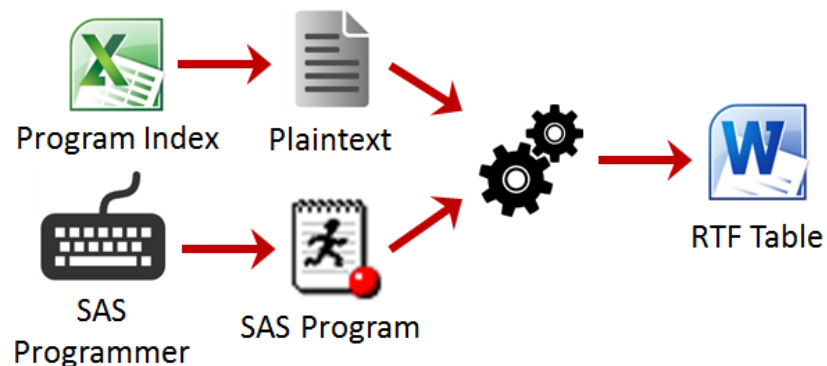 Program Index
Plaintext
SAS
Programmer
SAS Program
RTF Table
X
W